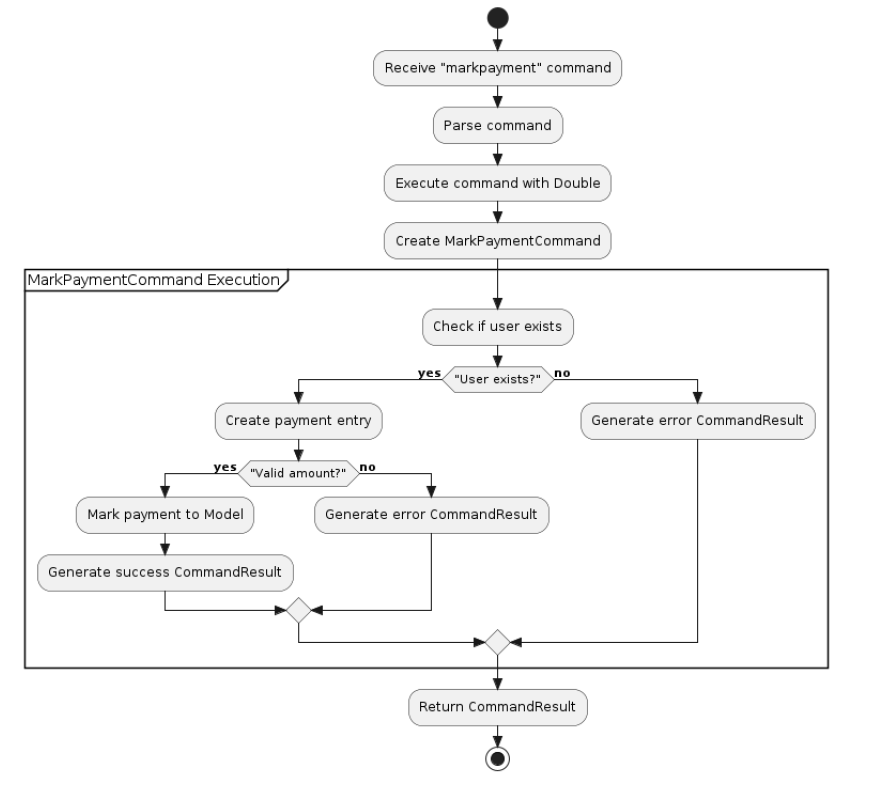 Receive "markpayment" command
Parse command
Execute command with Double
Create MarkPaymentCommand
MarkPaymentCommand Execution
Check if user exists
yes
"User exists?"
no
Create payment entry
Generate error CommandResult
yes
"Valid amount?"
no
Mark payment to Model
Generate error CommandResult
Generate success CommandResult
Return CommandResult